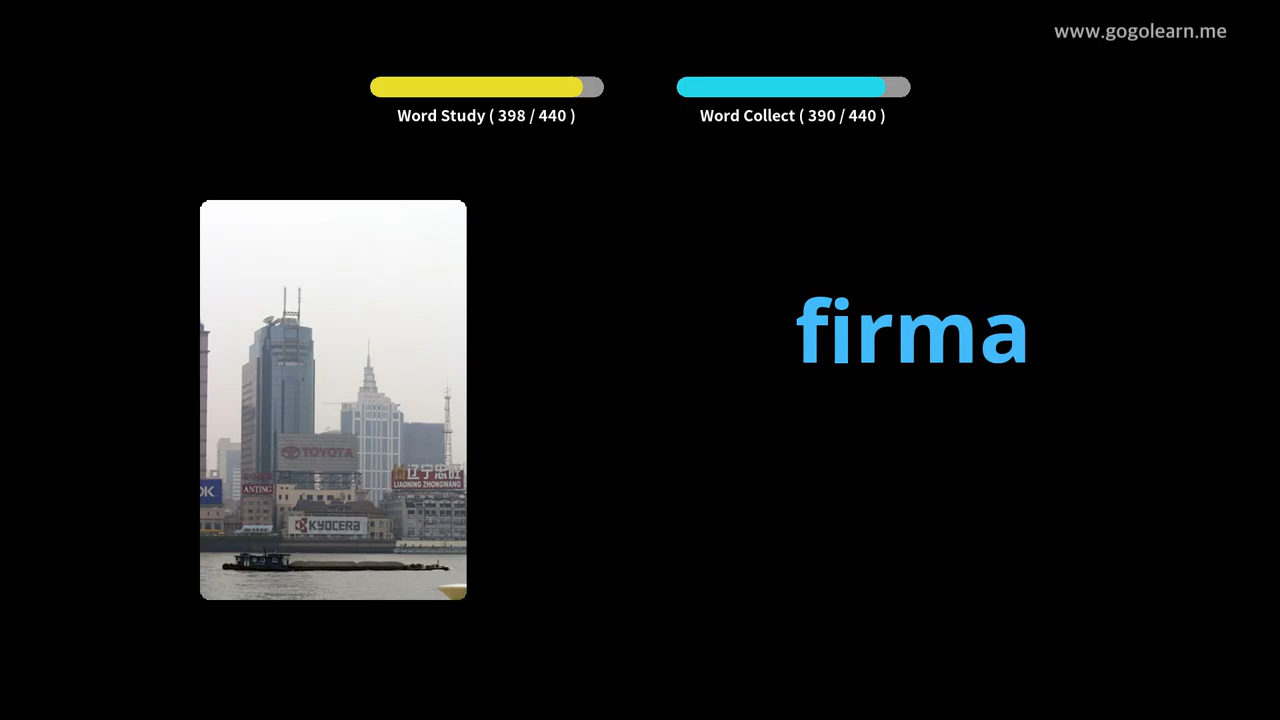 www.gogolearn.me
Word Study ( 398 / 440 )
Word Collect ( 390 / 440 )
firma
TOYOTA
辽宁忠旺
LIAONING ZHONGWANG
OK
ANTING
KYOCERA